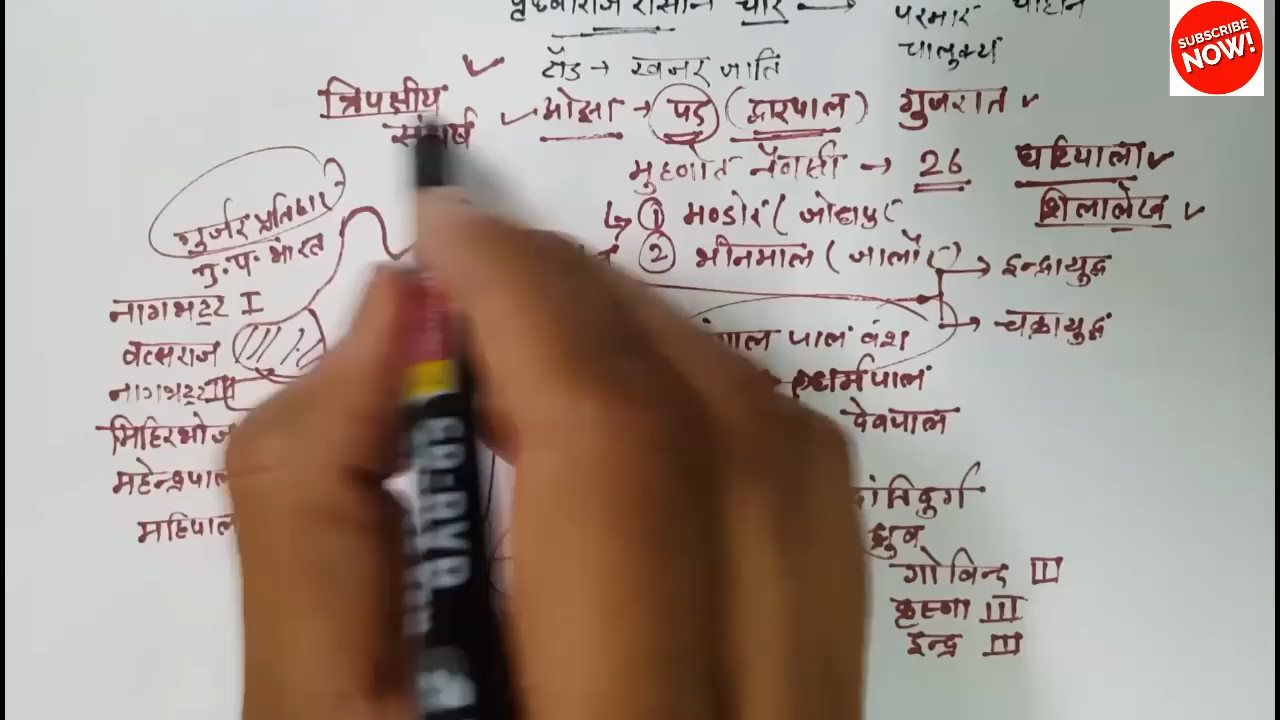 चार → परमार चौहान
चालुक्य
टॉड → खजर जाति
त्रिपक्षीय
संघर्ष
ओझा → पद (द्वारपाल) गुजरात
मुहणोत नैणसी → 26
① मण्डोर (जोधपुर
② भीनमाल (जालौर)
घटियाला
शिलालेख
गुर्जर प्रतिहार
गु.प. भारत
नागभट्ट I
वत्सराज
नागभट्ट II
मिहिरभोज
महेन्द्रपाल
महिपाल
इन्द्रायुद्ध
चक्रायुद्ध
पाल वंश
धर्मपाल
देवपाल
ध्रुव
गोविन्द III
कृष्णा III
इन्द्र III
SUBSCRIBE
NOW!